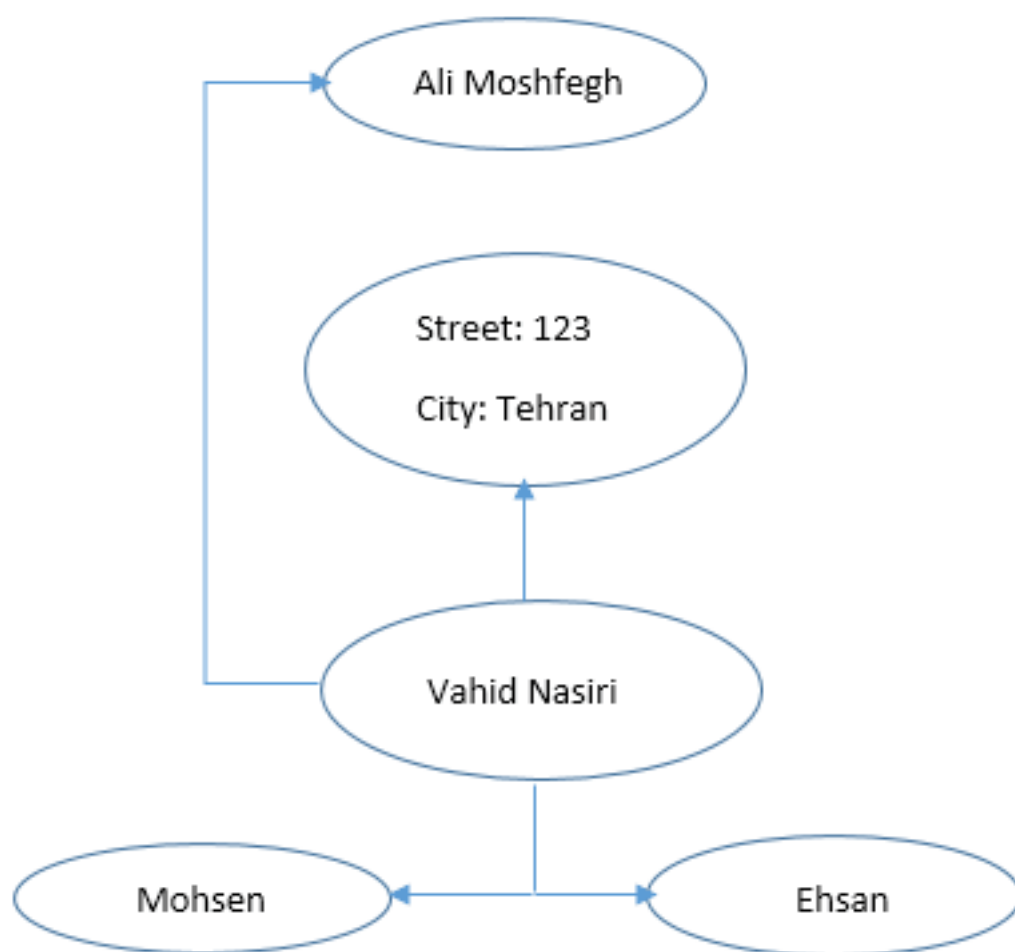 Ali Moshfegh
Street: 123
City: Tehran
Vahid Nasiri
Mohsen
Ehsan